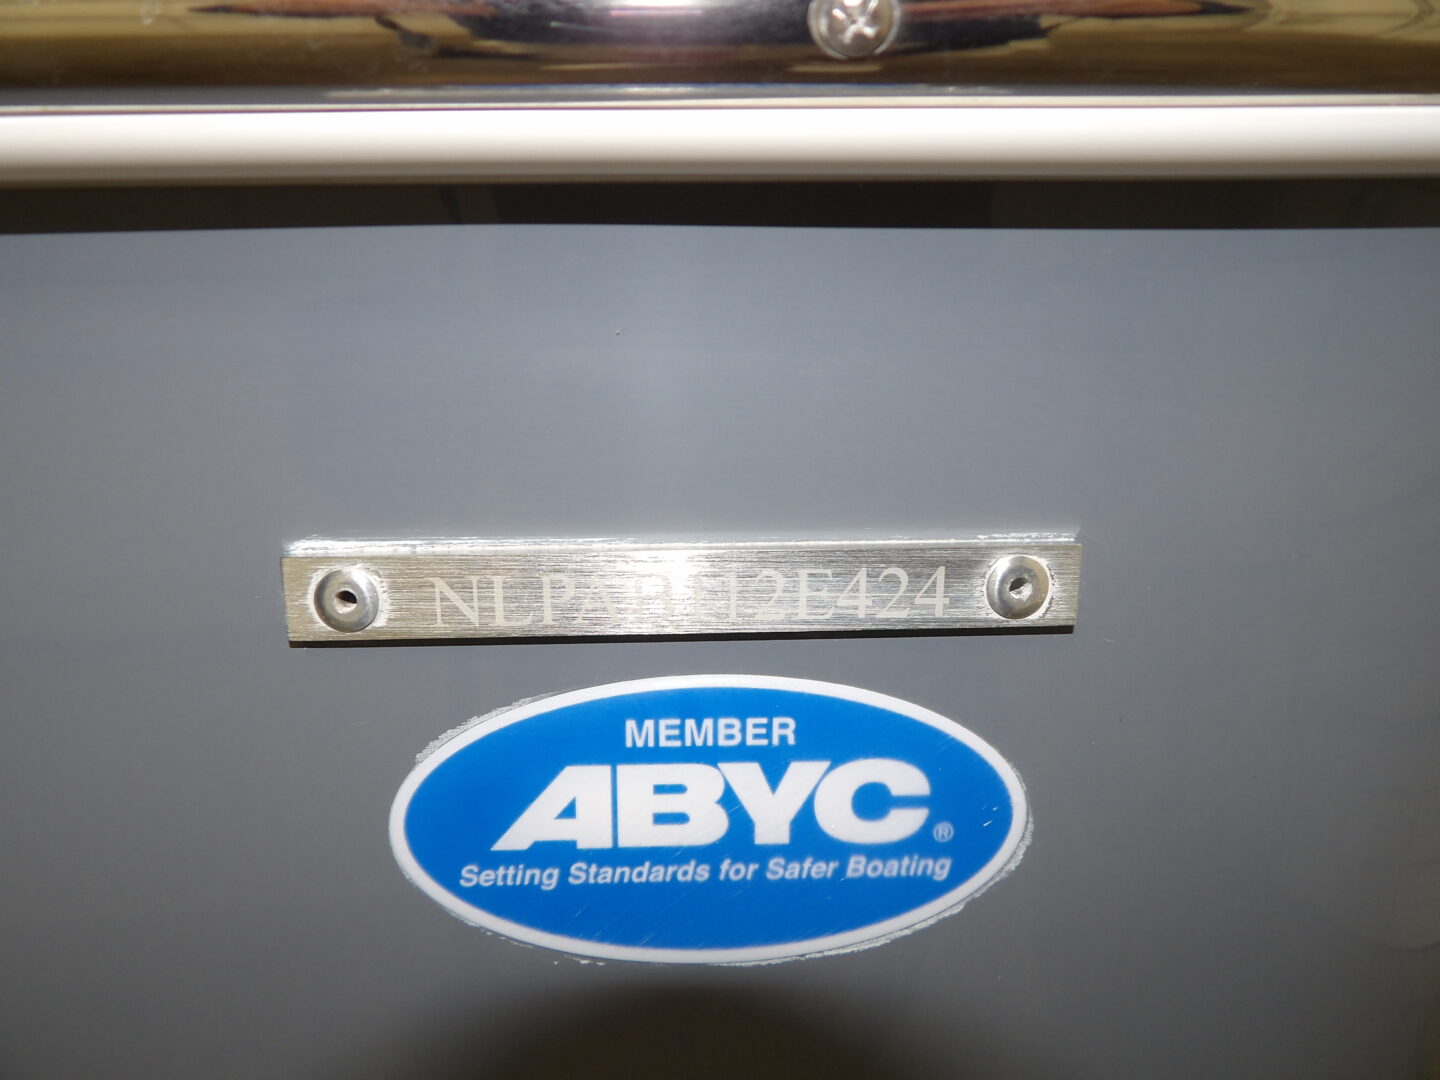 MEMBER
ABYC®
Setting Standards for Safer Boating